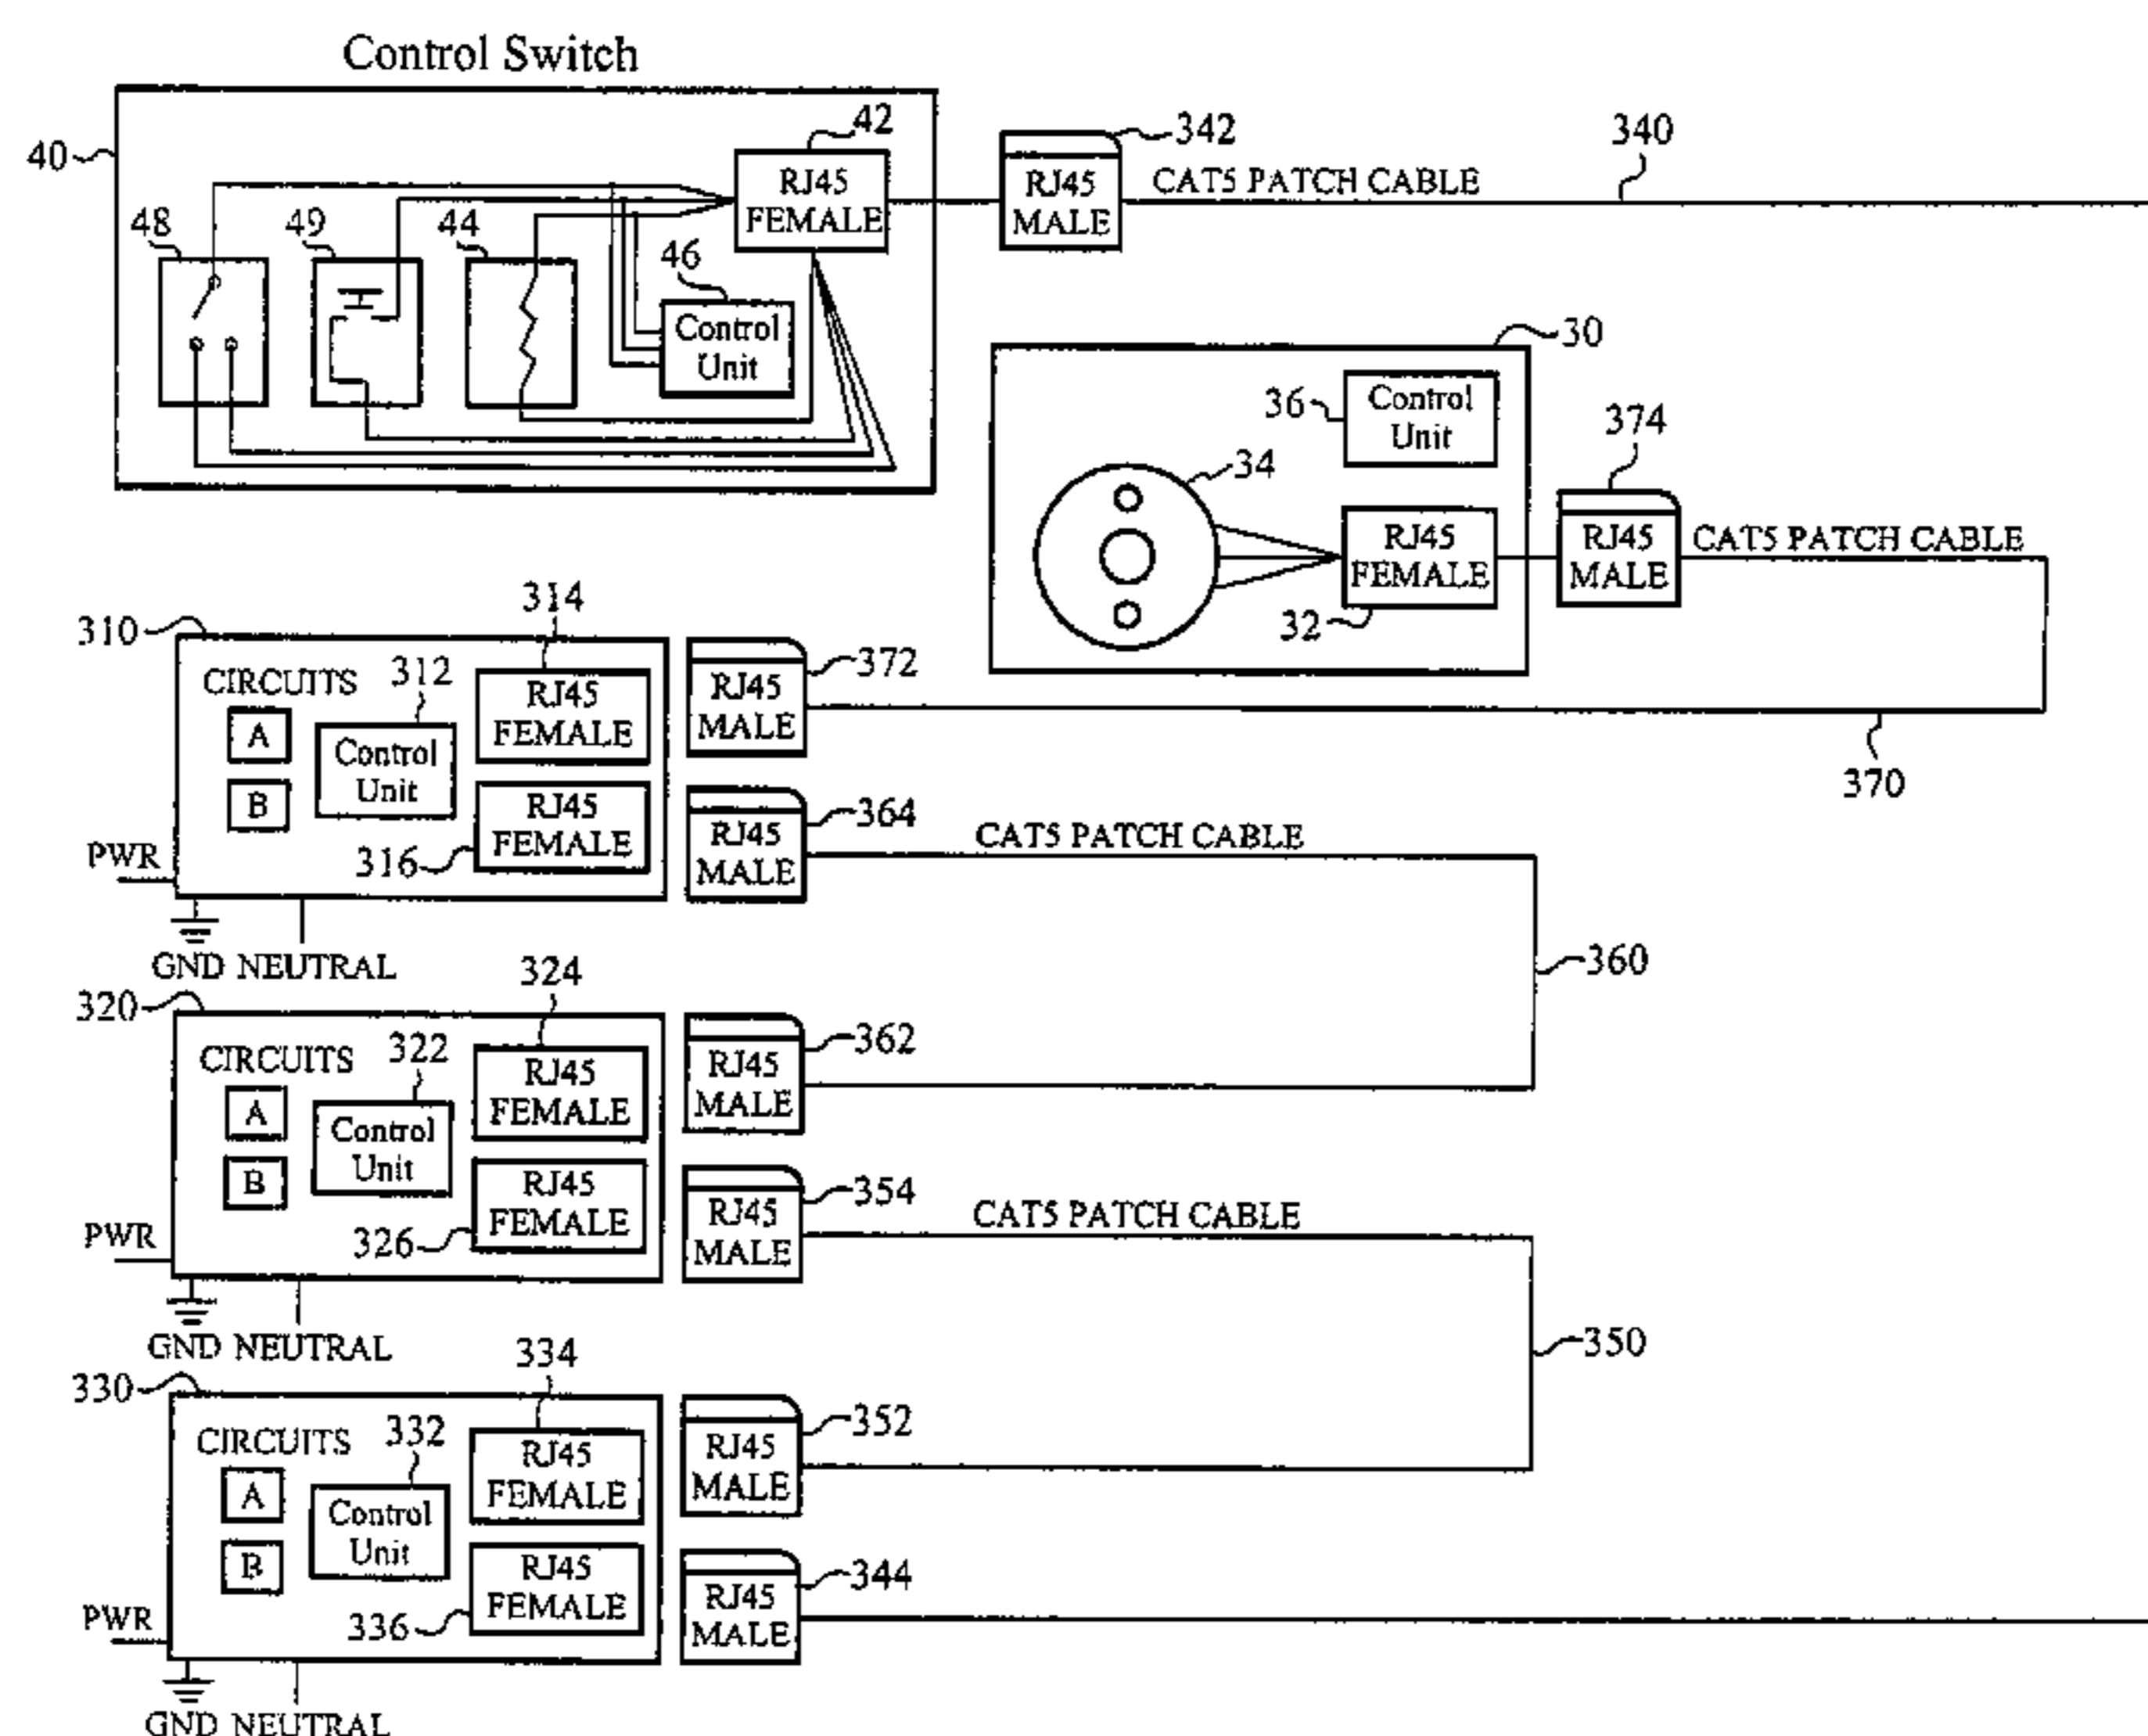 Control Switch
40
42
RJ45
FEMALE
342
RJ45
MALE
CAT5 PATCH CABLE
340
48
49
44
46
Control
Unit
30
36
Control
Unit
34
RJ45
FEMALE
32
374
RJ45
MALE
CAT5 PATCH CABLE
370
310
CIRCUITS
A
B
312
Control
Unit
314
RJ45
FEMALE
RJ45
FEMALE
316
PWR
GND NEUTRAL
372
RJ45
MALE
364
RJ45
MALE
CAT5 PATCH CABLE
360
320
CIRCUITS
A
B
322
Control
Unit
324
RJ45
FEMALE
RJ45
FEMALE
326
PWR
GND NEUTRAL
362
RJ45
MALE
354
RJ45
MALE
CAT5 PATCH CABLE
350
330
CIRCUITS
A
B
332
Control
Unit
334
RJ45
FEMALE
RJ45
FEMALE
336
PWR
GND NEUTRAL
352
RJ45
MALE
344
RJ45
MALE